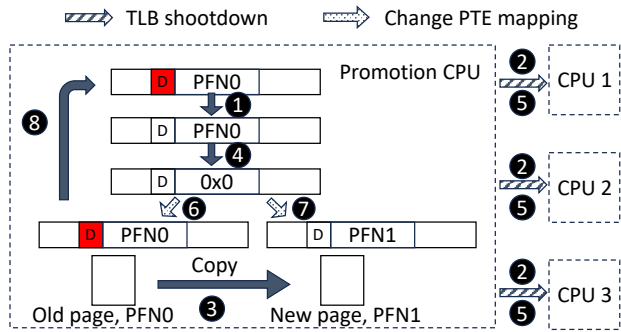 TLB shootdown
Change PTE mapping
Promotion CPU
D PFN0
1
D PFN0
4
D 0x0
8
6
7
D PFN0
D PFN1
Copy
3
Old page, PFN0
New page, PFN1
2
5
CPU 1
2
5
CPU 2
2
5
CPU 3